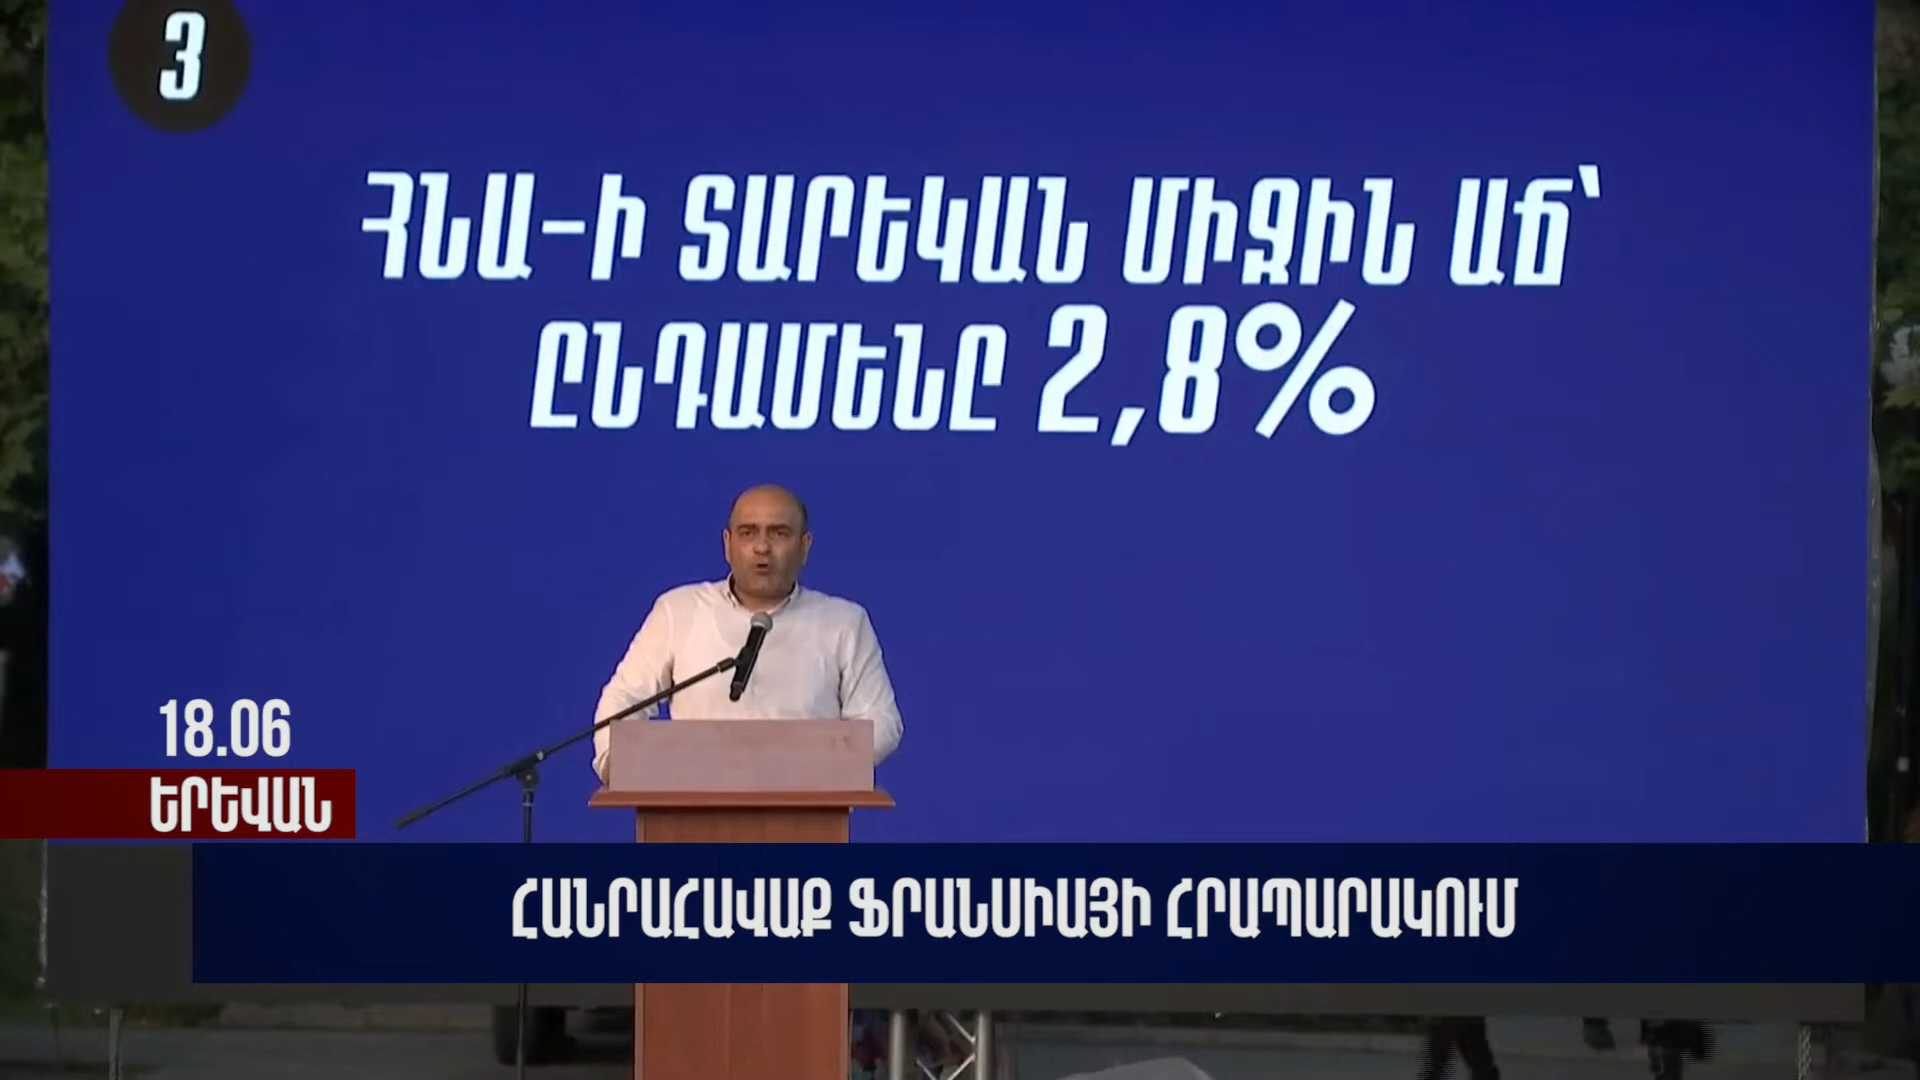 3
ՀՆԱ-Ի ՏԱՐԵԿԱՆ ՄԻՋԻՆ ԱՃ՝
ԸՆԴԱՄԵՆԸ 2,8%
18.06
ԵՐԵՎԱՆ
ՀԱՆՐԱՀԱՎԱՔ ՖՐԱՆՍԻԱՅԻ ՀՐԱՊԱՐԱԿՈՒՄ